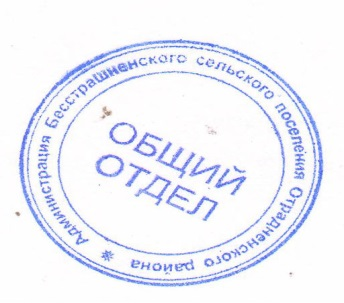 Администрация Бесстрашненского сельского поселения Отрадненского района *
ОБЩИЙ
ОТДЕЛ